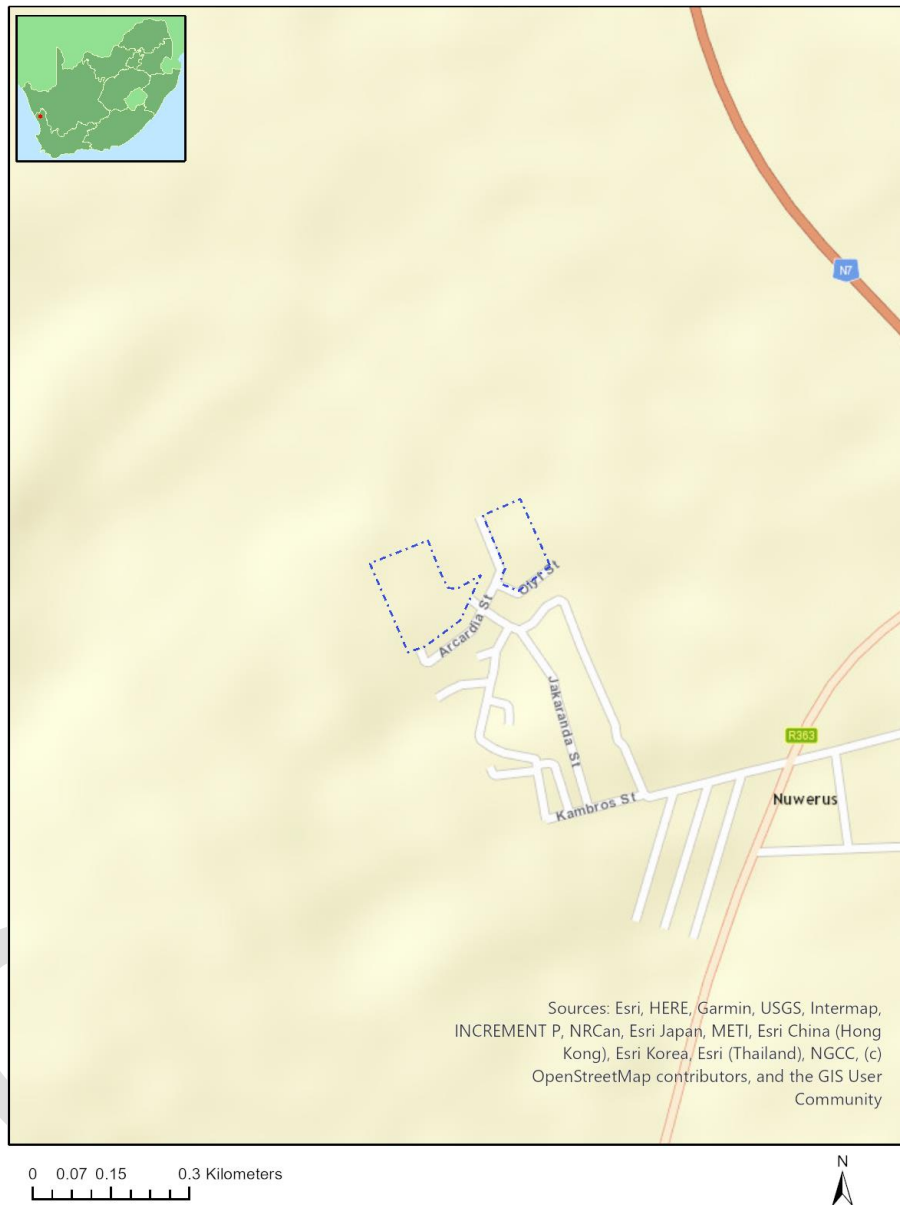 N7
Olyf St
Arcardia St
Jakaranda St
R363
Nuwerus
Kambros St
Sources: Esri, HERE, Garmin, USGS, Intermap,
INCREMENT P, NRCan, Esri Japan, METI, Esri China (Hong
Kong), Esri Korea, Esri (Thailand), NGCC, (c)
OpenStreetMap contributors, and the GIS User
Community
0 0.07 0.15 0.3 Kilometers
N